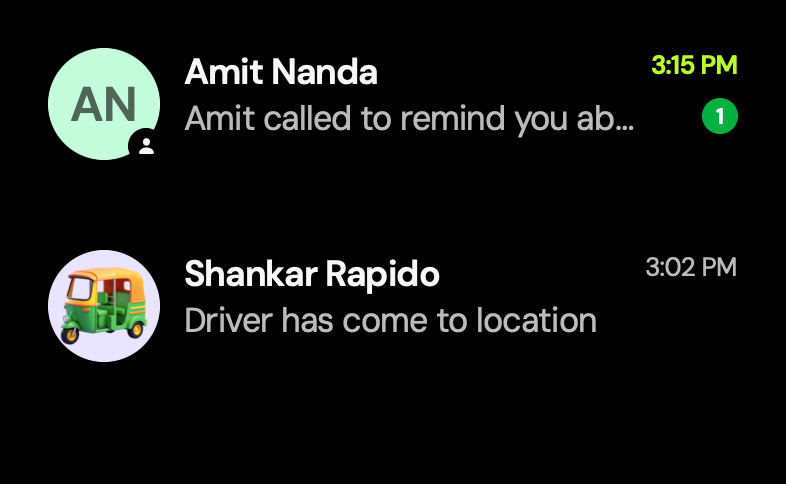 AN
Amit Nanda
3:15 PM
Amit called to remind you ab...
1
Shankar Rapido
3:02 PM
Driver has come to location